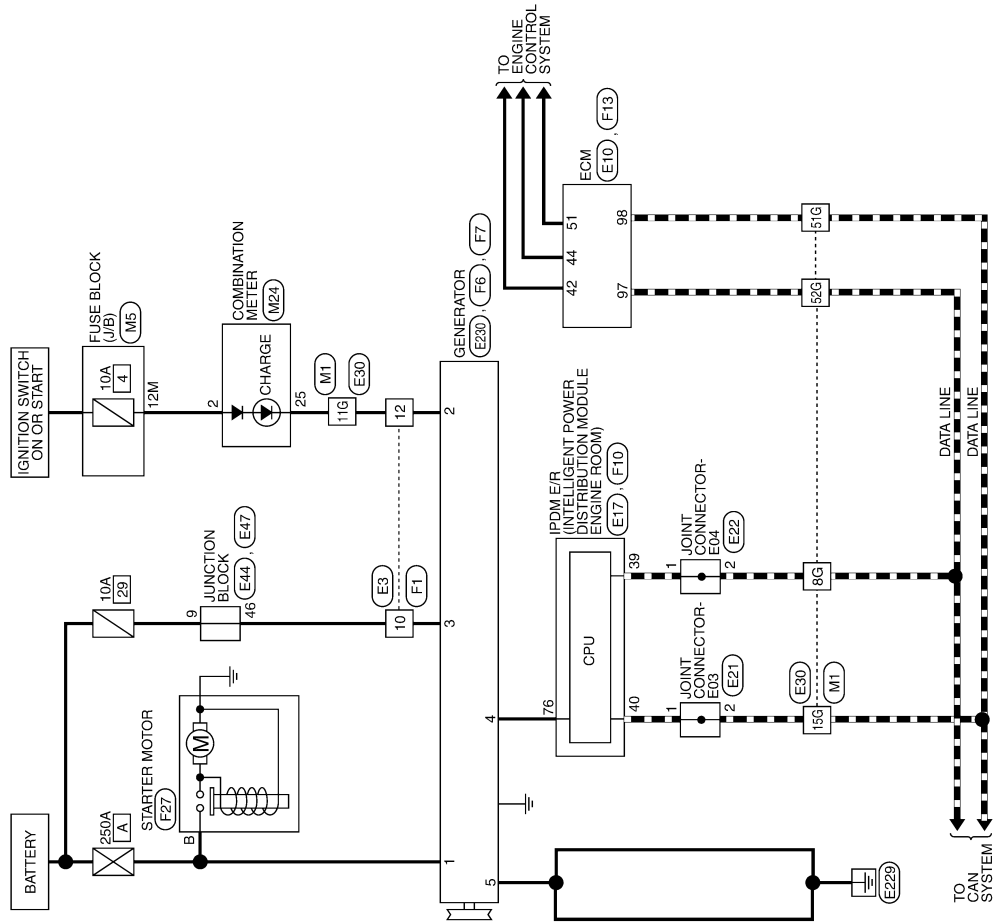 BATTERY
250A
A
STARTER MOTOR
F27
B
M
10A
29
9
JUNCTION
BLOCK
E44 , E47
46
E3
10
F1
IGNITION SWITCH
ON OR START
FUSE BLOCK
(J/B)
M5
10A
4
12M
COMBINATION
METER
M24
2
CHARGE
25
M1
11G
E30
12
GENERATOR
E230 , F6 , F7
1
3
2
5
4
E229
IPDM E/R
(INTELLIGENT POWER
DISTRIBUTION MODULE
ENGINE ROOM)
E17 , F10
76
CPU
40
39
1
JOINT
CONNECTOR-
E03
E21
2
1
JOINT
CONNECTOR-
E04
E22
2
E30
15G
M1
8G
52G
51G
TO
ENGINE
CONTROL
SYSTEM
ECM
E10 , F13
42
44
51
97
98
DATA LINE
DATA LINE
TO
CAN
SYSTEM